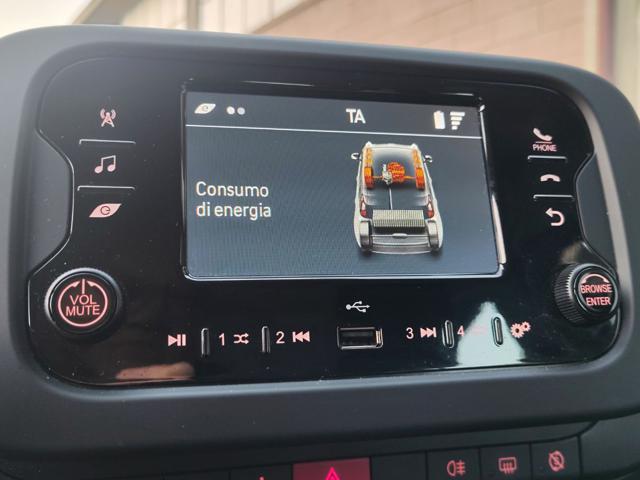 TA
Consumo
di energia
PHONE
VOL
MUTE
BROWSE
ENTER
1
2
3
4